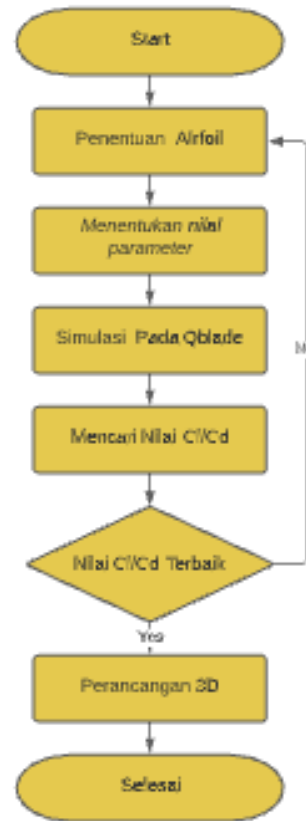 Start
Penentuan Airfoil
Menentukan nilai
parameter
Simulasi Pada Qblade
Mencari Nilai Cl/Cd
Nilai Cl/Cd Terbaik
Yes
Perancangan 3D
Selesai